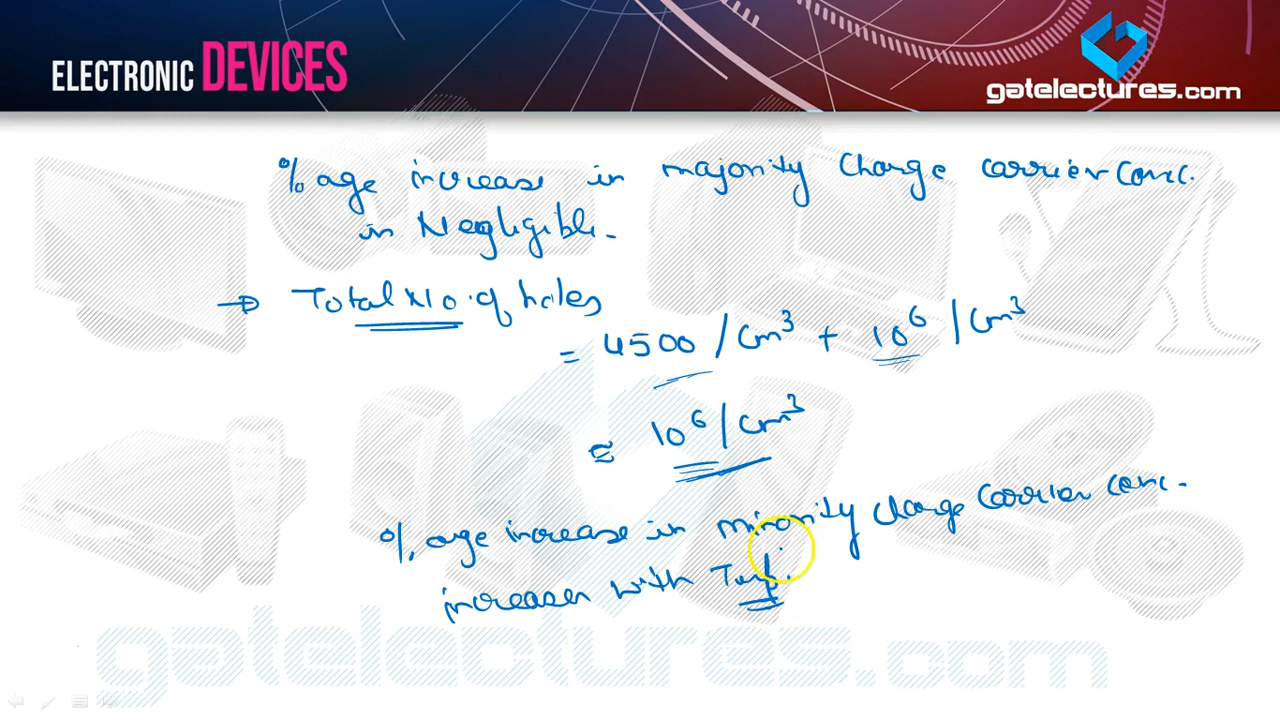 ELECTRONIC DEVICES
gatelectures.com
% age increase in majority charge carrier conc.
in Negligible.
→ Total no. of holes
= 4500 /cm³ + 10⁶ /cm³
≈ 10⁶ /cm³
% age increase in minority charge carrier conc.
increases with Temp.
gatelectures.com